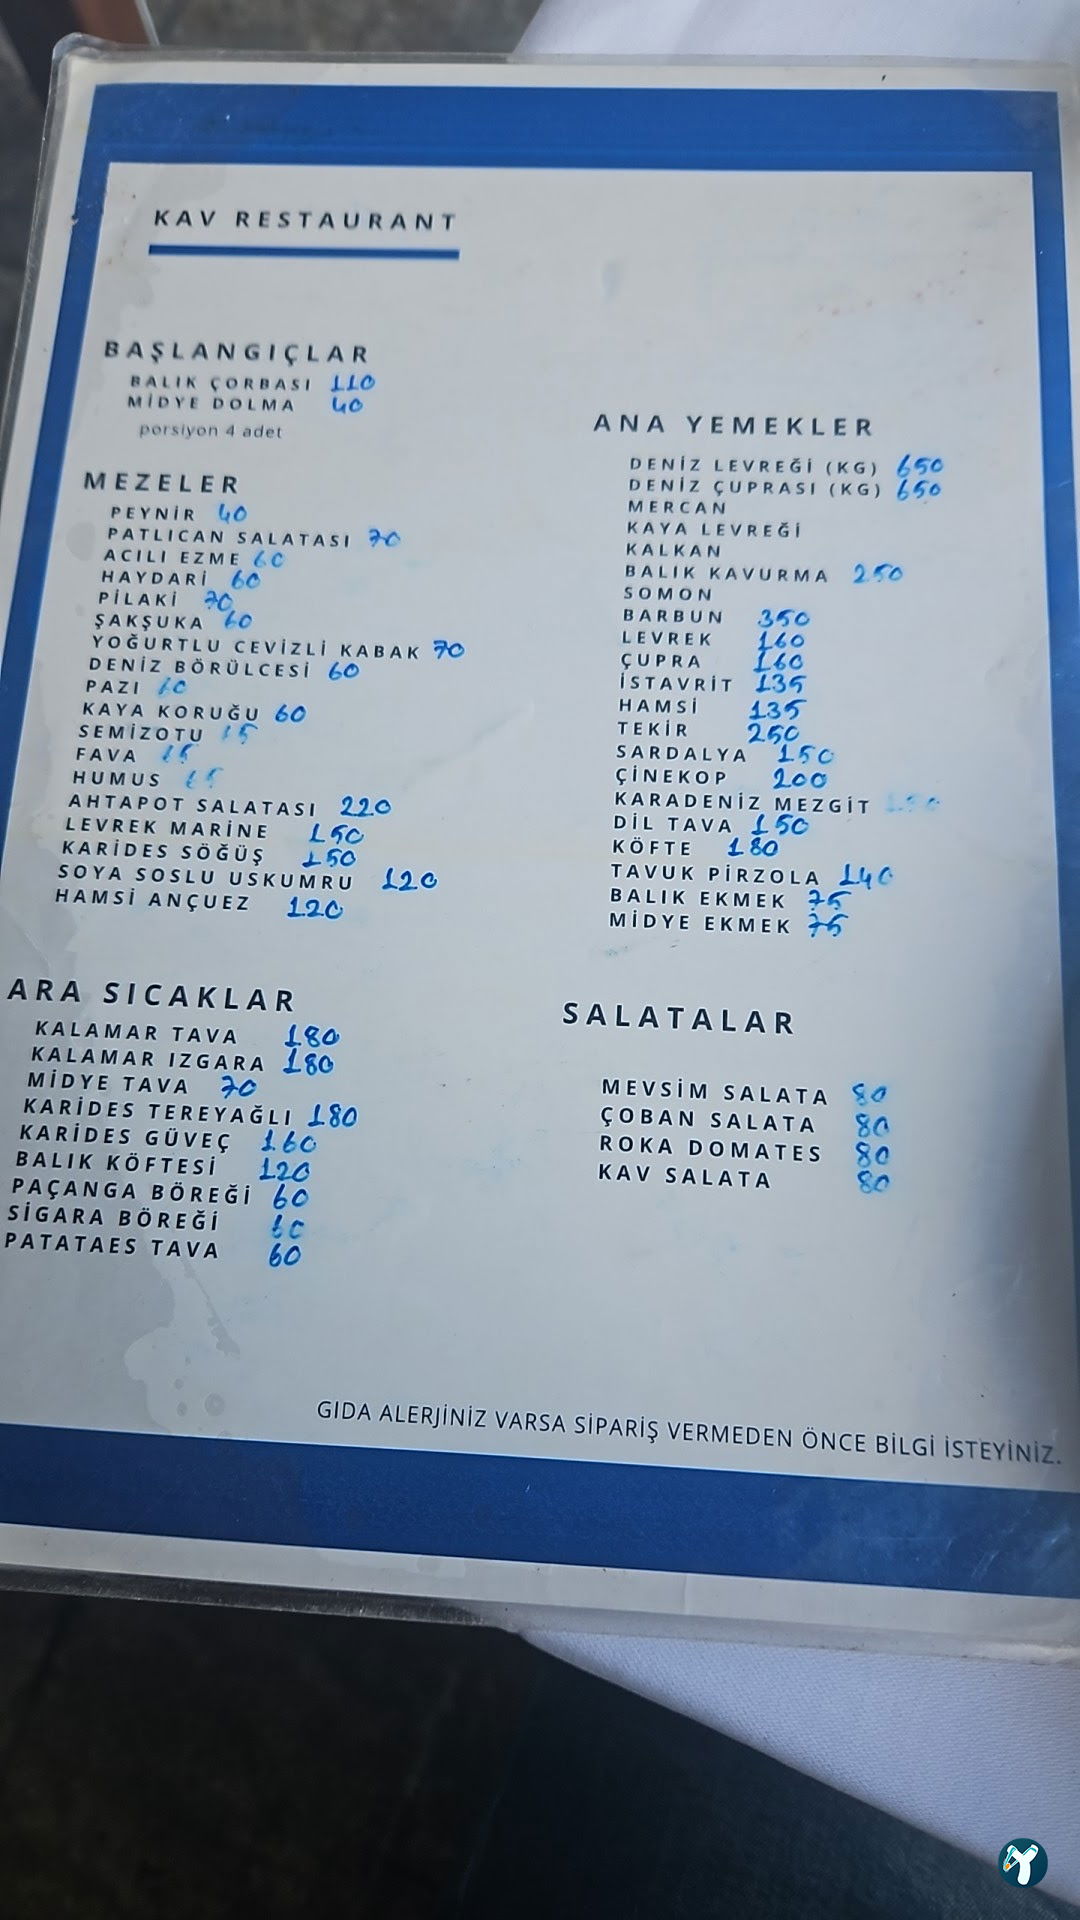 KAV RESTAURANT
BAŞLANGIÇLAR
BALIK ÇORBASI 110
MİDYE DOLMA 40
porsiyon 4 adet
MEZELER
PEYNİR 40
PATLICAN SALATASI 70
ACILI EZME 60
HAYDARİ 60
PİLAKİ 70
ŞAKŞUKA 60
YOĞURTLU CEVİZLİ KABAK 70
DENİZ BÖRÜLCESİ 60
PAZI
KAYA KORUĞU 60
SEMİZOTU
FAVA
HUMUS
AHTAPOT SALATASI 220
LEVREK MARİNE 150
KARİDES SÖĞÜŞ 150
SOYA SOSLU USKUMRU 120
HAMSİ ANÇUEZ 120
ARA SICAKLAR
KALAMAR TAVA 180
KALAMAR IZGARA 180
MİDYE TAVA 70
KARİDES TEREYAĞLI 180
KARİDES GÜVEÇ 160
BALIK KÖFTESİ 120
PAÇANGA BÖREĞİ 60
SİGARA BÖREĞİ 60
PATATAES TAVA 60
ANA YEMEKLER
DENİZ LEVREĞİ (KG) 650
DENİZ ÇUPRASI (KG) 650
MERCAN
KAYA LEVREĞİ
KALKAN
BALIK KAVURMA 250
SOMON
BARBUN 350
LEVREK 160
ÇUPRA 160
İSTAVRİT 135
HAMSİ 135
TEKİR 250
SARDALYA 150
ÇİNEKOP 200
KARADENİZ MEZGİT
DİL TAVA 150
KÖFTE 180
TAVUK PİRZOLA 140
BALIK EKMEK 75
MİDYE EKMEK 75
SALATALAR
MEVSİM SALATA 80
ÇOBAN SALATA 80
ROKA DOMATES 80
KAV SALATA 80
GIDA ALERJİNİZ VARSA SİPARİŞ VERMEDEN ÖNCE BİLGİ İSTEYİNİZ.